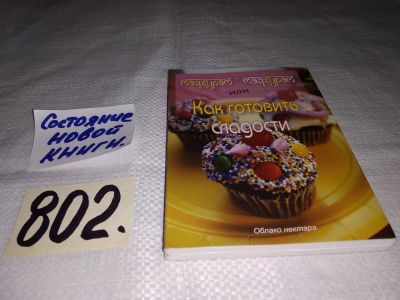 Состояние
новой
книги.
802.
мадхурам - мадхурам
или
Как готовить
сладости
Облако нектара